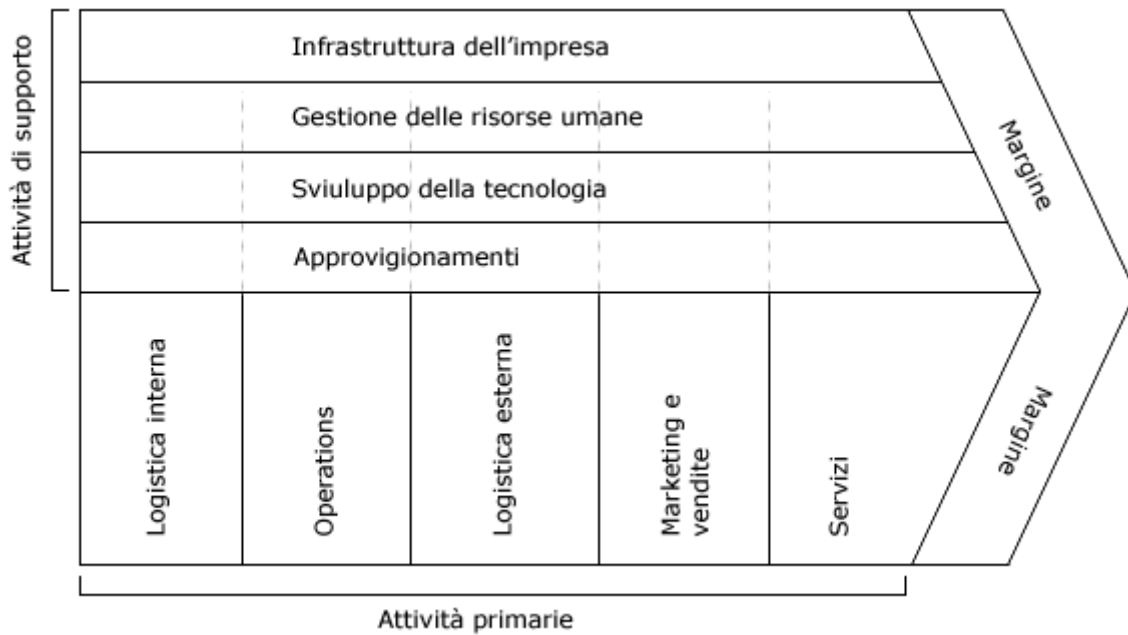 Attività di supporto
Infrastruttura dell'impresa
Gestione delle risorse umane
Sviuluppo della tecnologia
Approvigionamenti
Margine
Margine
Logistica interna
Operations
Logistica esterna
Marketing e
vendite
Servizi
Attività primarie